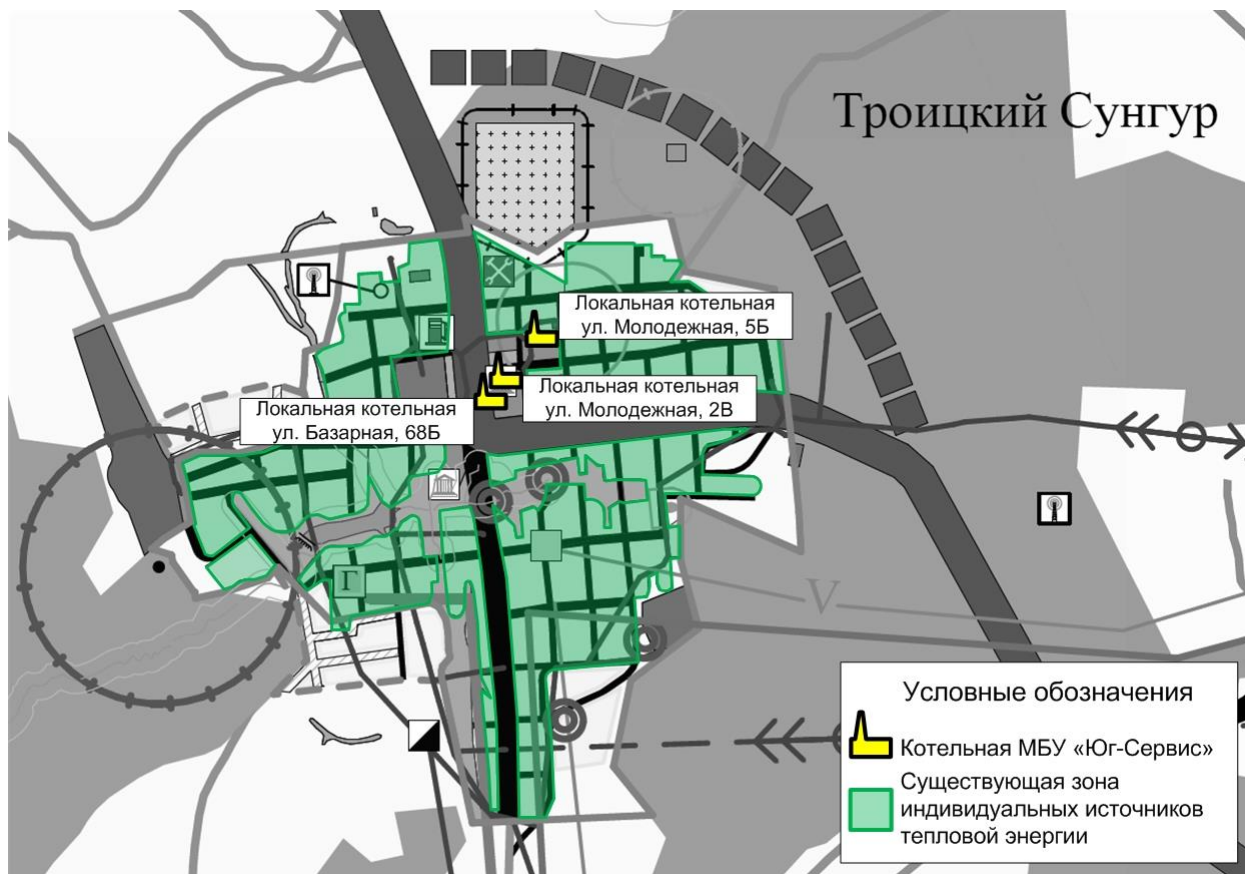 Троицкий Сунгур
Локальная котельная
ул. Молодежная, 5Б
Локальная котельная
ул. Молодежная, 2В
Локальная котельная
ул. Базарная, 68Б
Г
V
Условные обозначения
Котельная МБУ «Юг-Сервис»
Существующая зона
индивидуальных источников
тепловой энергии